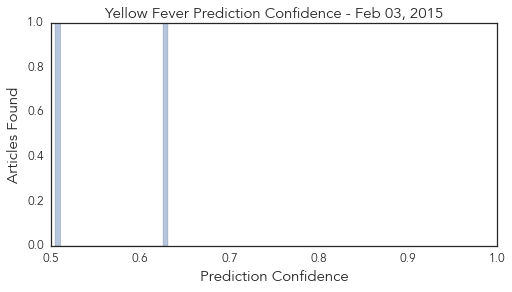 Yellow Fever Prediction Confidence - Feb 03, 2015
1.0
0.8
0.6
0.4
0.2
0.0
Articles Found
0.5 0.6 0.7 0.8 0.9 1.0
Prediction Confidence